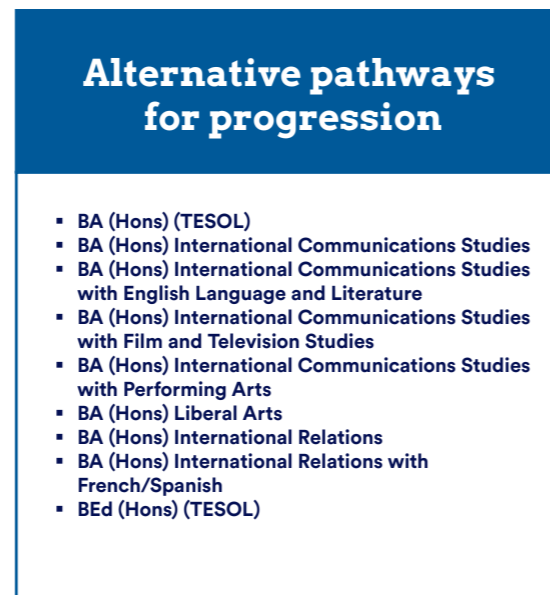 Alternative pathways
for progression
▪ BA (Hons) (TESOL)
▪ BA (Hons) International Communications Studies
▪ BA (Hons) International Communications Studies
with English Language and Literature
▪ BA (Hons) International Communications Studies
with Film and Television Studies
▪ BA (Hons) International Communications Studies
with Performing Arts
▪ BA (Hons) Liberal Arts
▪ BA (Hons) International Relations
▪ BA (Hons) International Relations with
French/Spanish
▪ BEd (Hons) (TESOL)